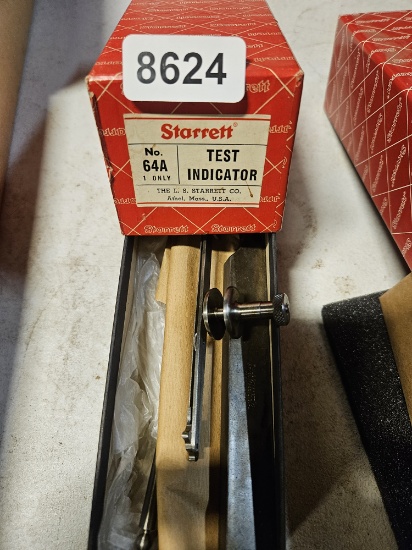 8624
Starrett
No. 64A
1 ONLY
TEST INDICATOR
THE L. S. STARRETT CO.
Athol, Mass., U.S.A.
Starrett